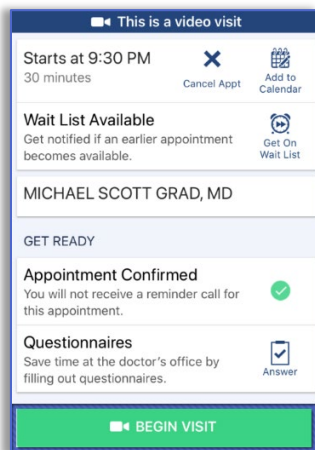 This is a video visit
Starts at 9:30 PM
30 minutes
Cancel Appt
Add to
Calendar
Wait List Available
Get notified if an earlier appointment
becomes available.
Get On
Wait List
MICHAEL SCOTT GRAD, MD
GET READY
Appointment Confirmed
You will not receive a reminder call for
this appointment.
Questionnaires
Save time at the doctor's office by
filling out questionnaires.
Answer
BEGIN VISIT